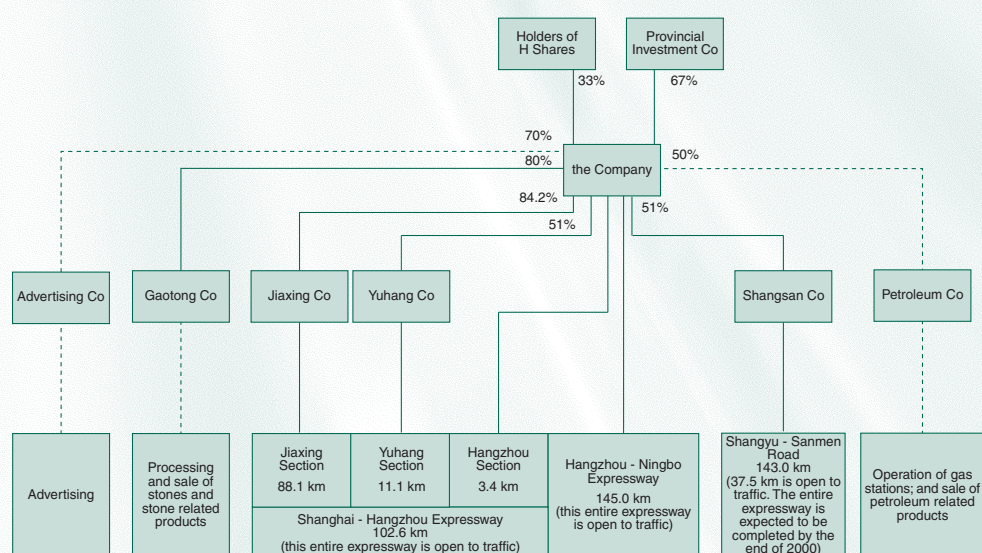 Holders of
H Shares
Provincial
Investment Co
33%
67%
70%
80%
the Company
50%
84.2%
51%
51%
Advertising Co
Gaotong Co
Jiaxing Co
Yuhang Co
Shangsan Co
Petroleum Co
Advertising
Processing
and sale of
stones and
stone related
products
Jiaxing
Section
88.1 km
Yuhang
Section
11.1 km
Hangzhou
Section
3.4 km
Shanghai - Hangzhou Expressway
102.6 km
(this entire expressway is open to traffic)
Hangzhou - Ningbo
Expressway
145.0 km
(this entire expressway
is open to traffic)
Shangyu - Sanmen
Road
143.0 km
(37.5 km is open to
traffic. The entire
expressway is
expected to be
completed by the
end of 2000)
Operation of gas
stations; and sale of
petroleum related
products